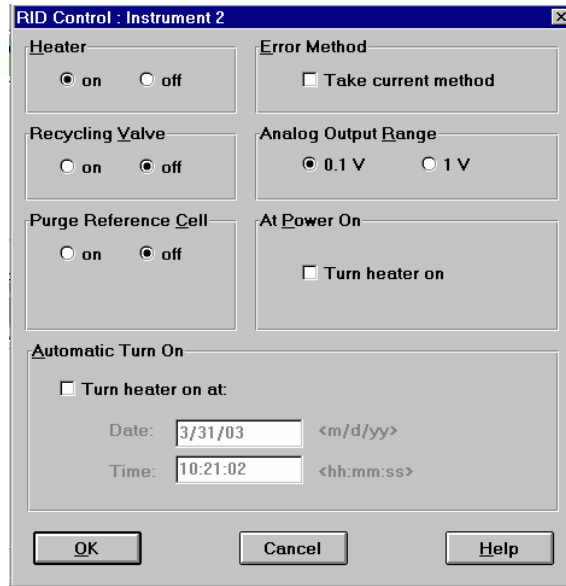 RID Control : Instrument 2
Heater
on off
Error Method
Take current method
Recycling Valve
on off
Analog Output Range
0.1 V 1 V
Purge Reference Cell
on off
At Power On
Turn heater on
Automatic Turn On
Turn heater on at:
Date: 3/31/03 <m/d/yy>
Time: 10:21:02 <hh:mm:ss>
OK Cancel Help